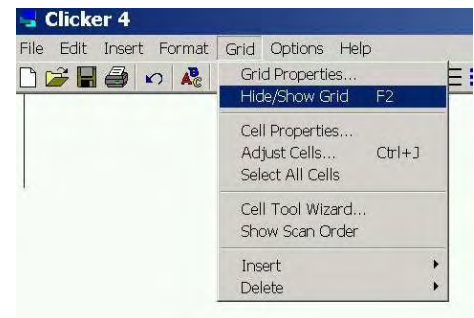 Clicker 4
File Edit Insert Format Grid Options Help
Grid Properties...
Hide/Show Grid F2
Cell Properties...
Adjust Cells... Ctrl+J
Select All Cells
Cell Tool Wizard...
Show Scan Order
Insert
Delete